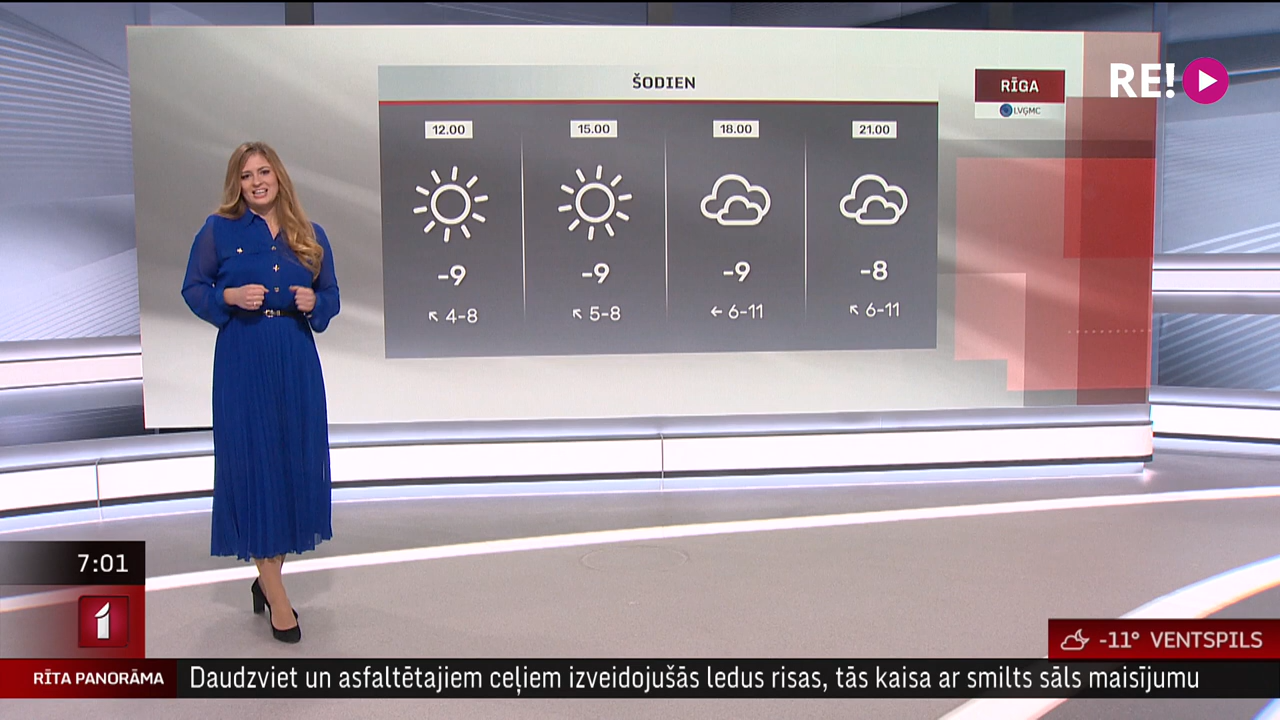 RE!
ŠODIEN
RĪGA
LVĢMC
12.00 15.00 18.00 21.00
-9 -9 -9 -8
↖ 4-8 ↖ 5-8 ← 6-11 ↖ 6-11
7:01
1
-11° VENTSPILS
RĪTA PANORĀMA
Daudzviet un asfaltētajiem ceļiem izveidojušās ledus risas, tās kaisa ar smilts sāls maisījumu